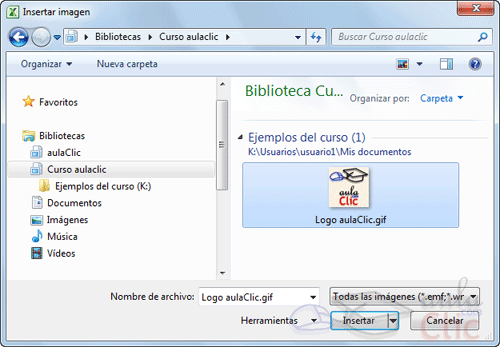 Insertar imagen
Bibliotecas Curso aulaclic
Buscar Curso aulaclic
Organizar Nueva carpeta
Favoritos
Bibliotecas
aulaClic
Curso aulaclic
Ejemplos del curso (K:)
Documentos
Imágenes
Música
Vídeos
Biblioteca Cu...
Organizar por: Carpeta
Ejemplos del curso (1)
K:\Usuarios\usuario1\Mis documentos
aula
Clic
Logo aulaClic.gif
Nombre de archivo: Logo aulaClic.gif
Todas las imágenes (*.emf;*.wr
Herramientas Insertar Cancelar
aula
.com
Clic